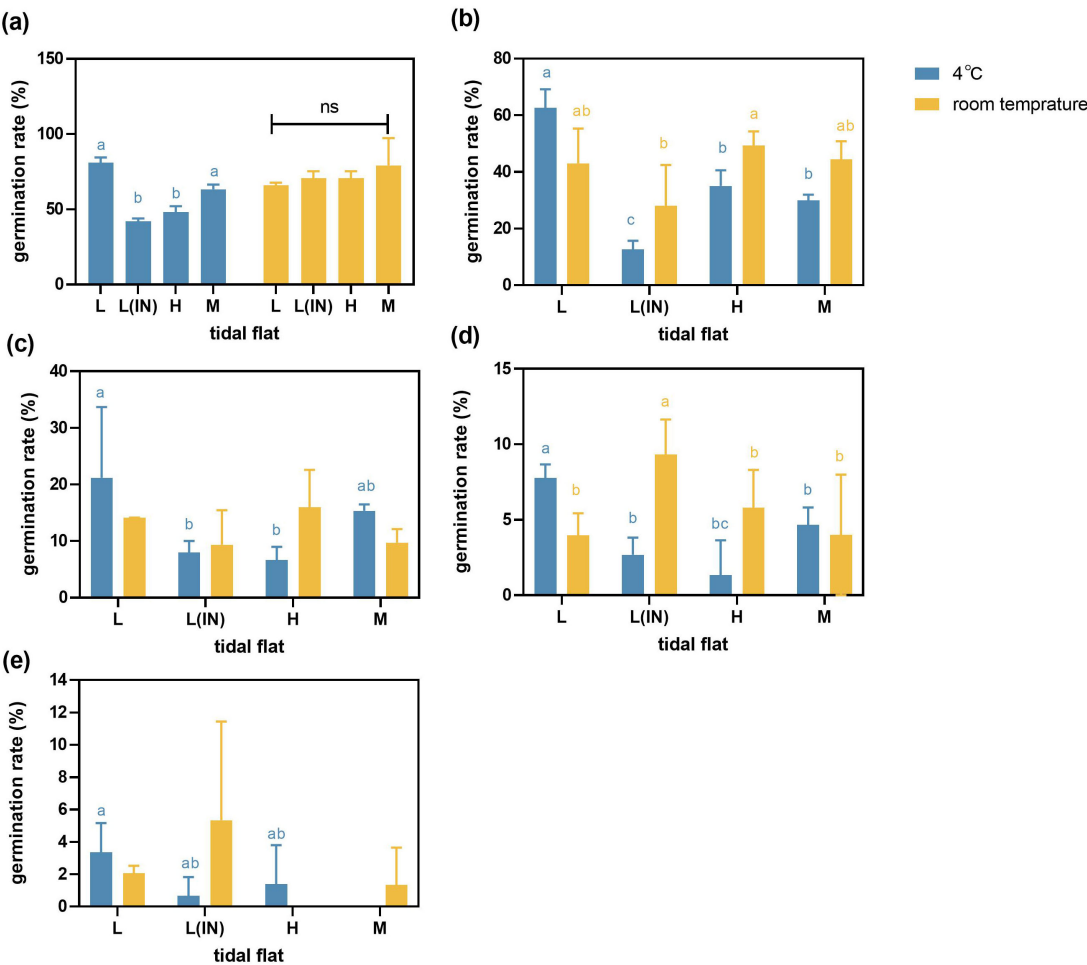 (a)
germination rate (%)
150
100
50
0
a
b
b
a
ns
L L(IN) H M L L(IN) H M
tidal flat
(b)
germination rate (%)
80
60
40
20
0
a
ab
c
b
b
a
b
ab
L L(IN) H M
tidal flat
4°C
room temprature
(c)
germination rate (%)
40
30
20
10
0
a
b
b
ab
L L(IN) H M
tidal flat
(d)
germination rate (%)
15
10
5
0
a
b
b
a
bc
b
b
b
L L(IN) H M
tidal flat
(e)
germination rate (%)
14
12
10
8
6
4
2
0
a
ab
ab
L L(IN) H M
tidal flat